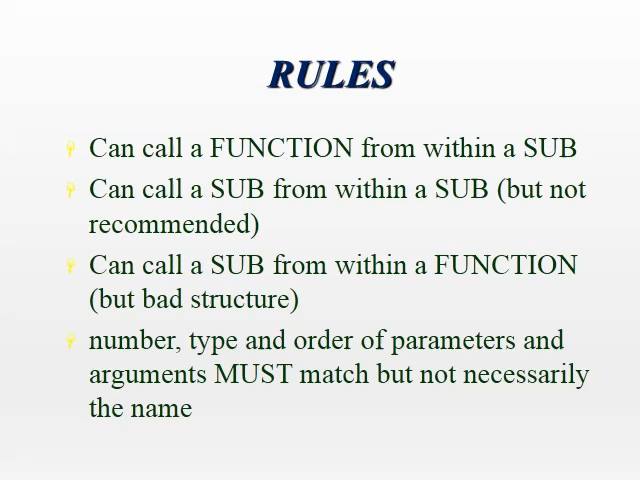 RULES
Can call a FUNCTION from within a SUB
Can call a SUB from within a SUB (but not
recommended)
Can call a SUB from within a FUNCTION
(but bad structure)
number, type and order of parameters and
arguments MUST match but not necessarily
the name